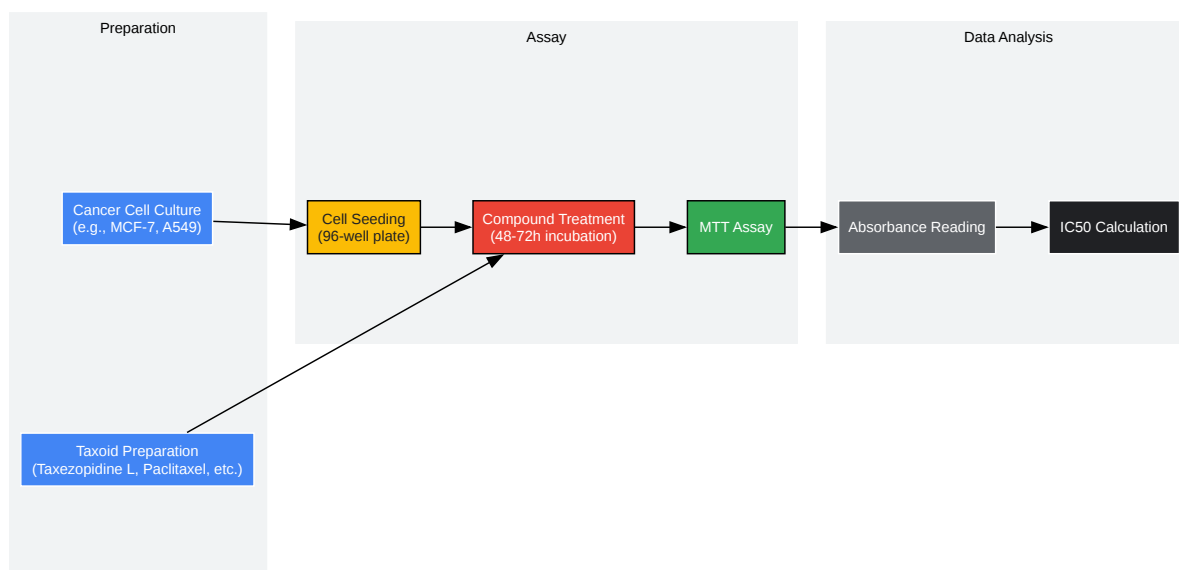 Preparation
Cancer Cell Culture
(e.g., MCF-7, A549)
Taxoid Preparation
(Taxezopidine L, Paclitaxel, etc.)
Assay
Cell Seeding
(96-well plate)
Compound Treatment
(48-72h incubation)
MTT Assay
Data Analysis
Absorbance Reading
IC50 Calculation